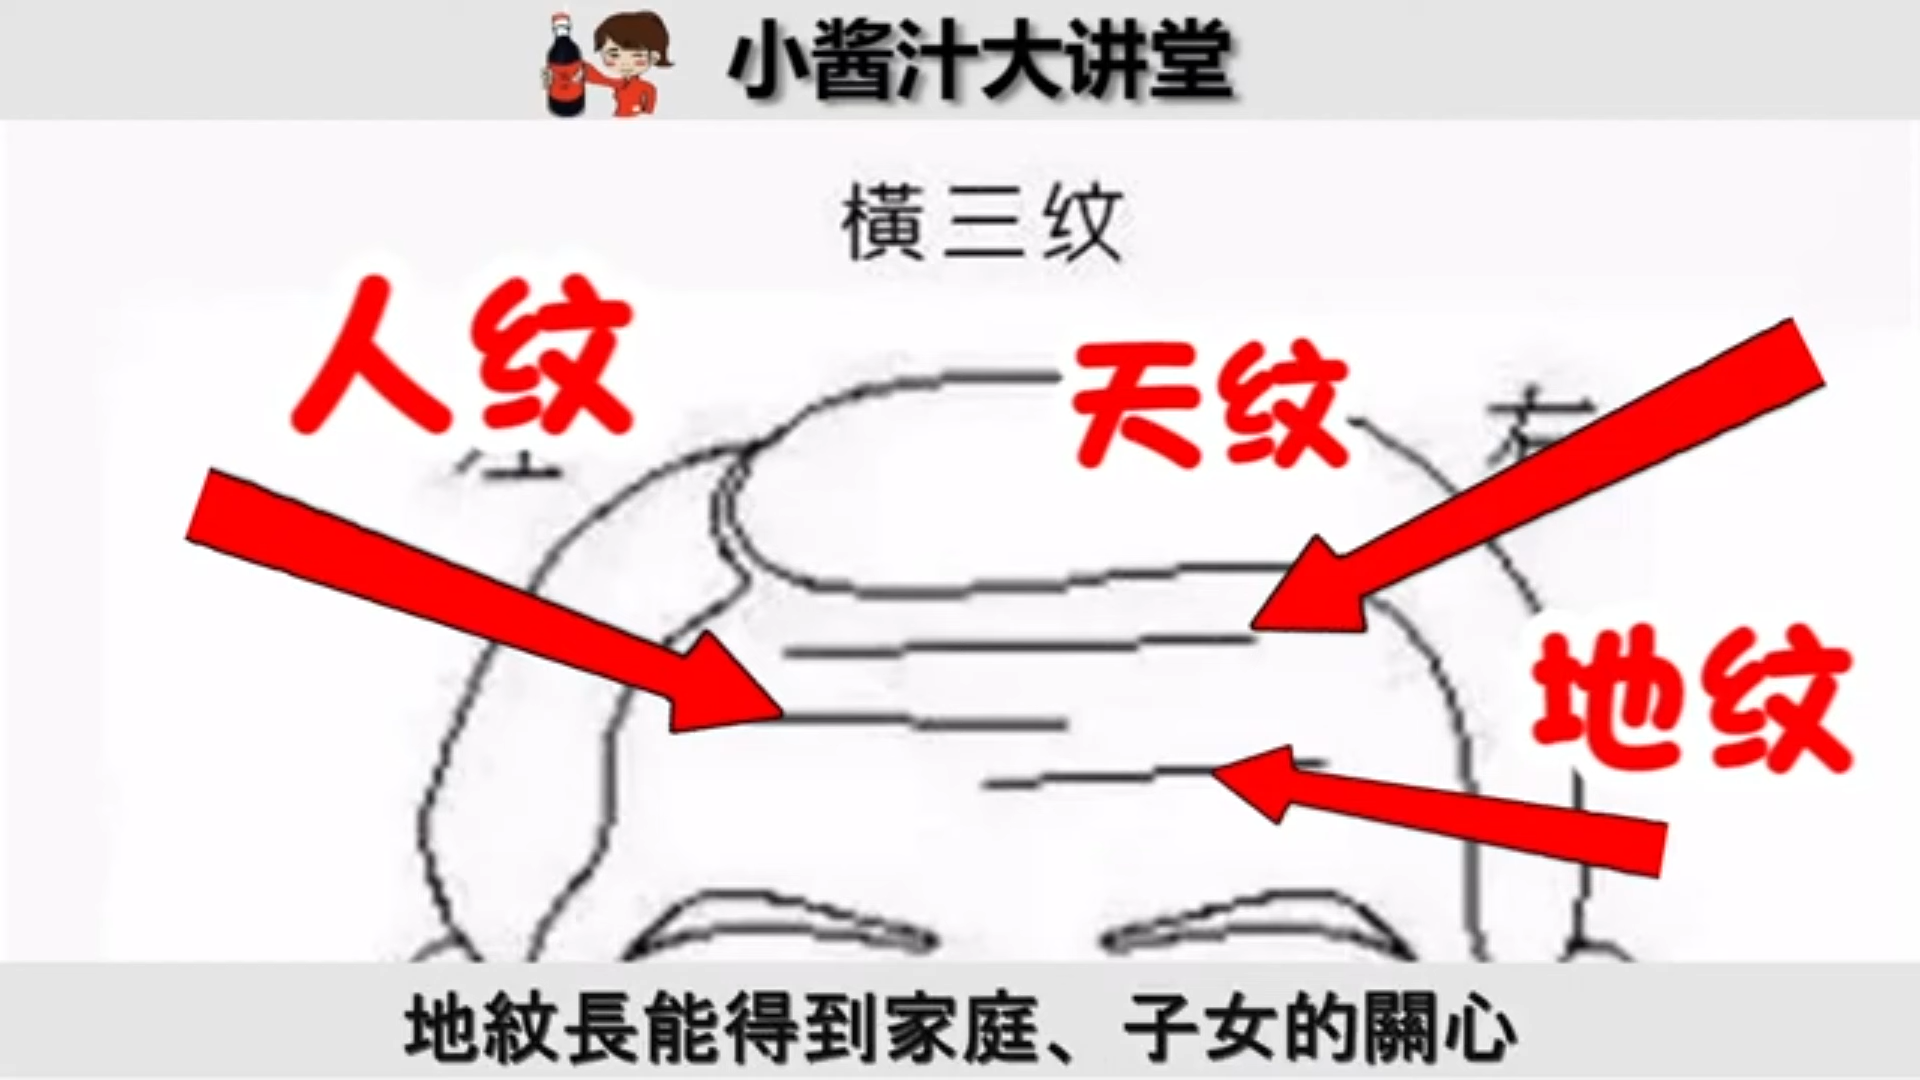 小酱汁大讲堂
橫三纹
人纹
天纹
地纹
地紋長能得到家庭、子女的關心